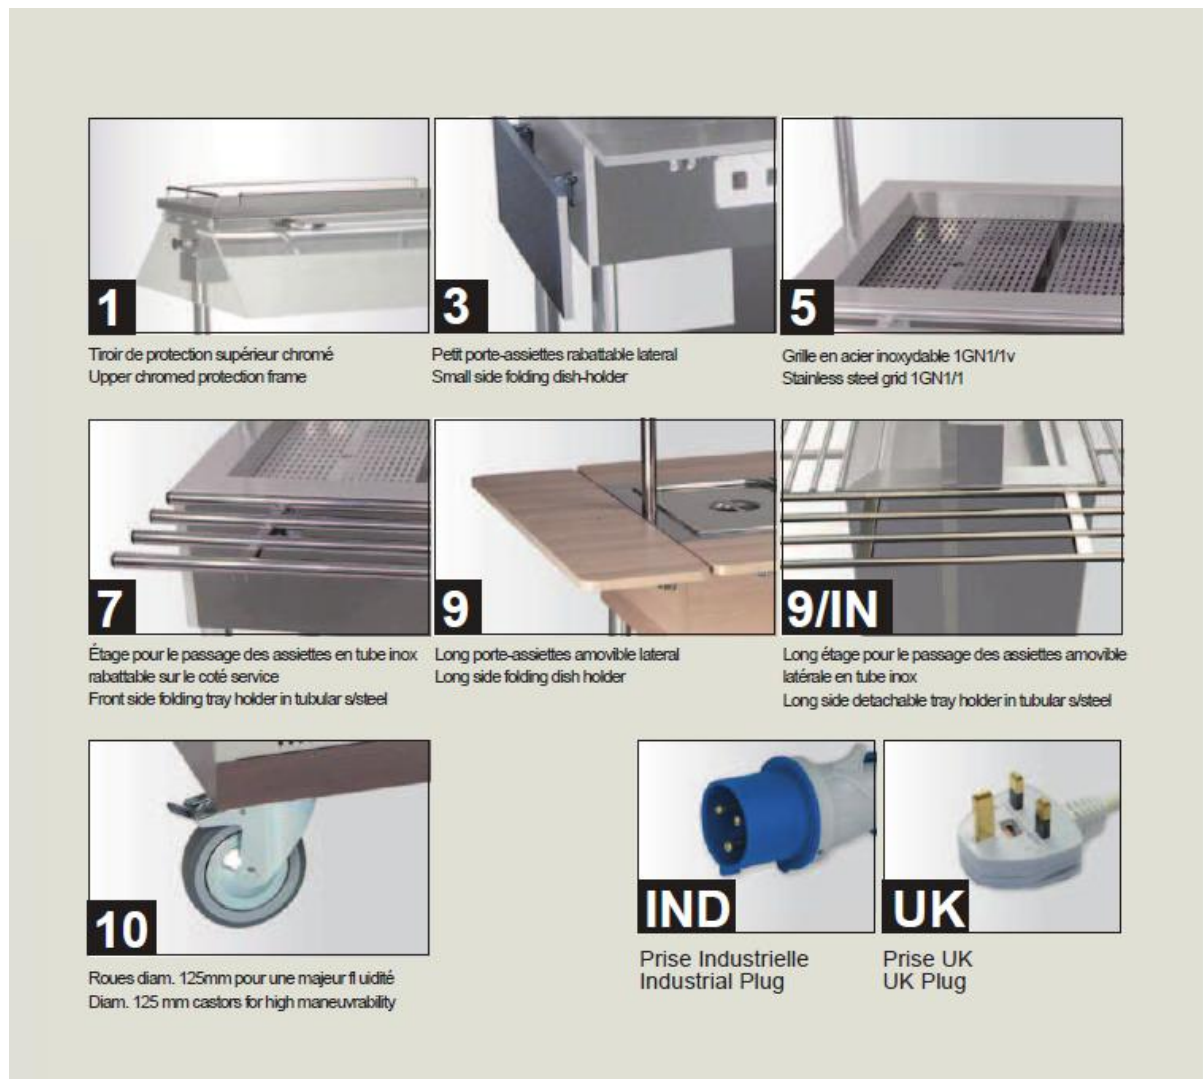 1
Tiroir de protection supérieur chromé
Upper chromed protection frame
3
Petit porte-assiettes rabattable lateral
Small side folding dish-holder
5
Grille en acier inoxydable 1GN1/1v
Stainless steel grid 1GN1/1
7
Étage pour le passage des assiettes en tube inox
rabattable sur le coté service
Front side folding tray holder in tubular s/steel
9
Long porte-assiettes amovible lateral
Long side folding dish holder
9/IN
Long étage pour le passage des assiettes amovible
latérale en tube inox
Long side detachable tray holder in tubular s/steel
10
Roues diam. 125mm pour une majeur fl uidité
Diam. 125 mm castors for high maneuvrability
IND
Prise Industrielle
Industrial Plug
UK
Prise UK
UK Plug